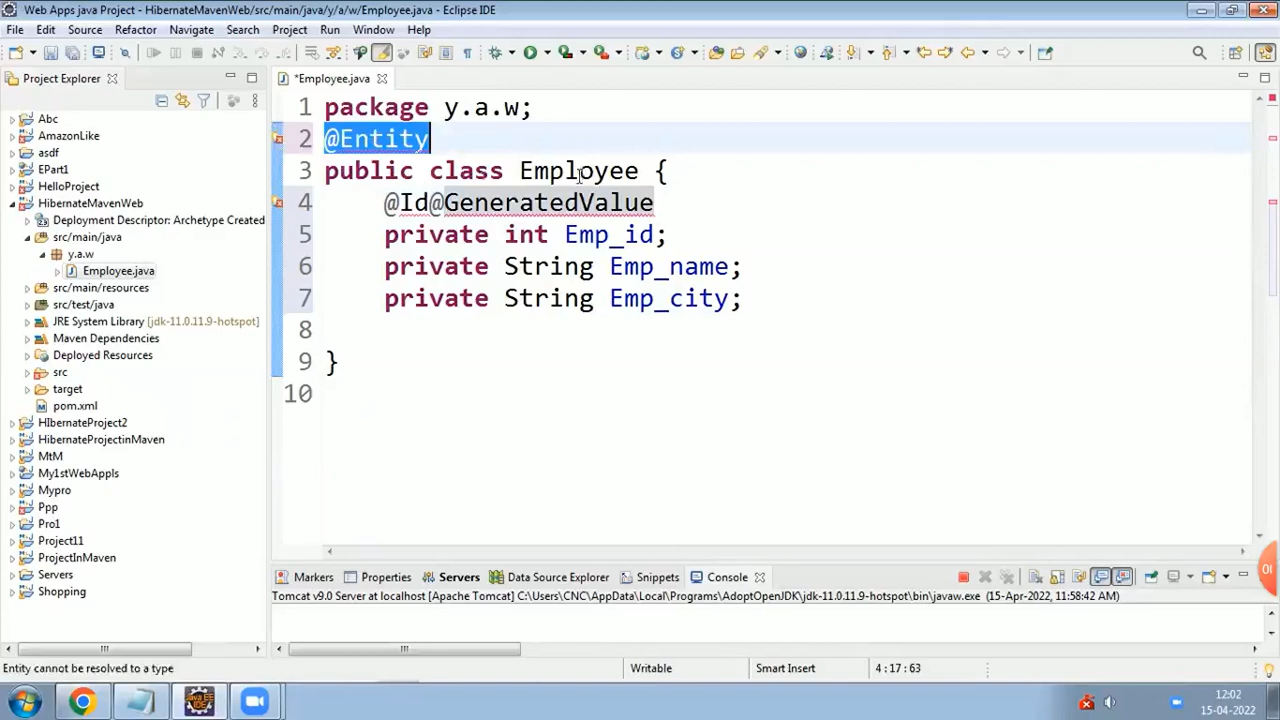 Web Apps java Project - HibernateMavenWeb/src/main/java/y/a/w/Employee.java - Eclipse IDE
File Edit Source Refactor Navigate Search Project Run Window Help
Project Explorer
*Employee.java
Abc
AmazonLike
asdf
EPart1
HelloProject
HibernateMavenWeb
Deployment Descriptor: Archetype Created
src/main/java
y.a.w
Employee.java
src/main/resources
src/test/java
JRE System Library [jdk-11.0.11.9-hotspot]
Maven Dependencies
Deployed Resources
src
target
pom.xml
HIbernateProject2
HibernateProjectinMaven
MtM
My1stWebAppls
Mypro
Ppp
Pro1
Project11
ProjectInMaven
Servers
Shopping
1 package y.a.w;
2 @Entity
3 public class Employee {
4 @Id@GeneratedValue
5 private int Emp_id;
6 private String Emp_name;
7 private String Emp_city;
8
9 }
10
Markers Properties Servers Data Source Explorer Snippets Console
Tomcat v9.0 Server at localhost [Apache Tomcat] C:\Users\CNC\AppData\Local\Programs\AdoptOpenJDK\jdk-11.0.11.9-hotspot\bin\javaw.exe (15-Apr-2022, 11:58:42 AM)
Entity cannot be resolved to a type
Writable
Smart Insert
4 : 17 : 63
12:02
15-04-2022